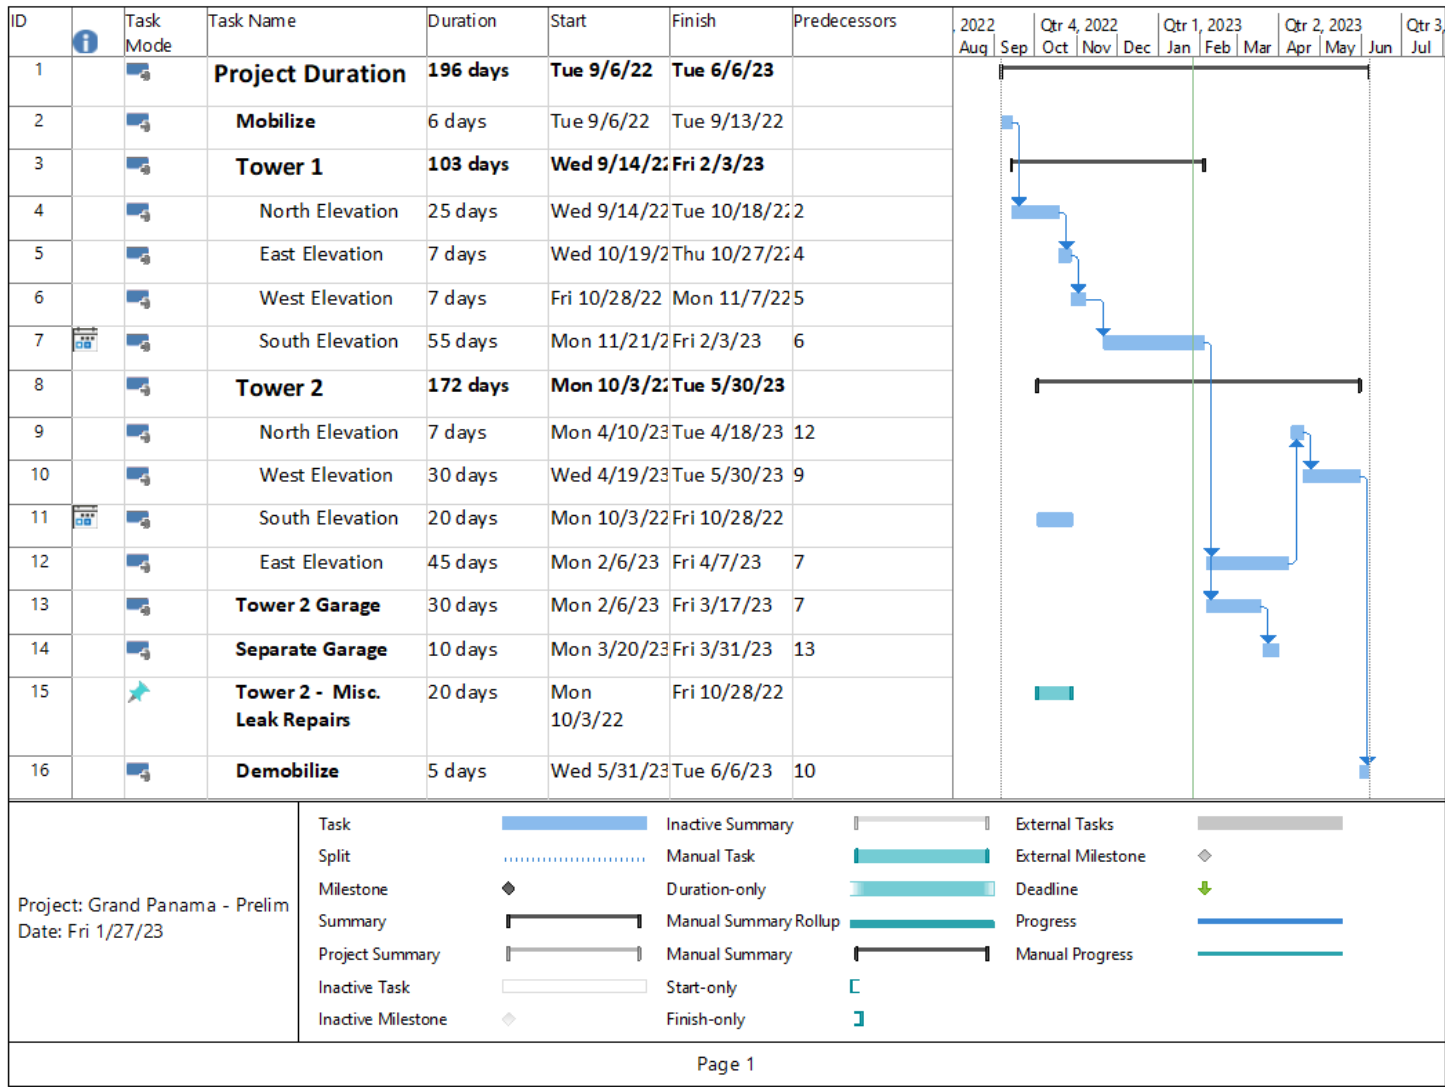 ID Task Mode Task Name Duration Start Finish Predecessors
, 2022 Qtr 4, 2022 Qtr 1, 2023 Qtr 2, 2023 Qtr 3,
Aug Sep Oct Nov Dec Jan Feb Mar Apr May Jun Jul
1 Project Duration 196 days Tue 9/6/22 Tue 6/6/23
2 Mobilize 6 days Tue 9/6/22 Tue 9/13/22
3 Tower 1 103 days Wed 9/14/22 Fri 2/3/23
4 North Elevation 25 days Wed 9/14/22 Tue 10/18/22 2
5 East Elevation 7 days Wed 10/19/2 Thu 10/27/22 4
6 West Elevation 7 days Fri 10/28/22 Mon 11/7/22 5
7 South Elevation 55 days Mon 11/21/2 Fri 2/3/23 6
8 Tower 2 172 days Mon 10/3/22 Tue 5/30/23
9 North Elevation 7 days Mon 4/10/23 Tue 4/18/23 12
10 West Elevation 30 days Wed 4/19/23 Tue 5/30/23 9
11 South Elevation 20 days Mon 10/3/22 Fri 10/28/22
12 East Elevation 45 days Mon 2/6/23 Fri 4/7/23 7
13 Tower 2 Garage 30 days Mon 2/6/23 Fri 3/17/23 7
14 Separate Garage 10 days Mon 3/20/23 Fri 3/31/23 13
15 Tower 2 - Misc. Leak Repairs 20 days Mon 10/3/22 Fri 10/28/22
16 Demobilize 5 days Wed 5/31/23 Tue 6/6/23 10
Project: Grand Panama - Prelim
Date: Fri 1/27/23
Task Inactive Summary External Tasks
Split Manual Task External Milestone
Milestone Duration-only Deadline
Summary Manual Summary Rollup Progress
Project Summary Manual Summary Manual Progress
Inactive Task Start-only
Inactive Milestone Finish-only
Page 1